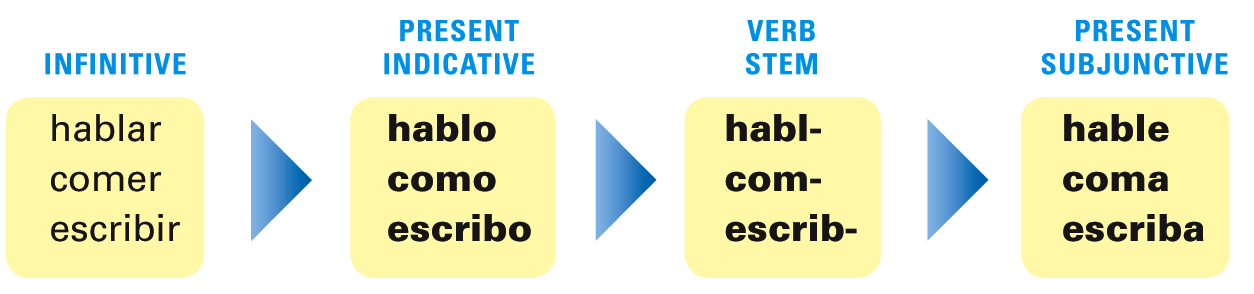 INFINITIVE
hablar
comer
escribir
PRESENT
INDICATIVE
hablo
como
escribo
VERB
STEM
habl-
com-
escrib-
PRESENT
SUBJUNCTIVE
hable
coma
escriba